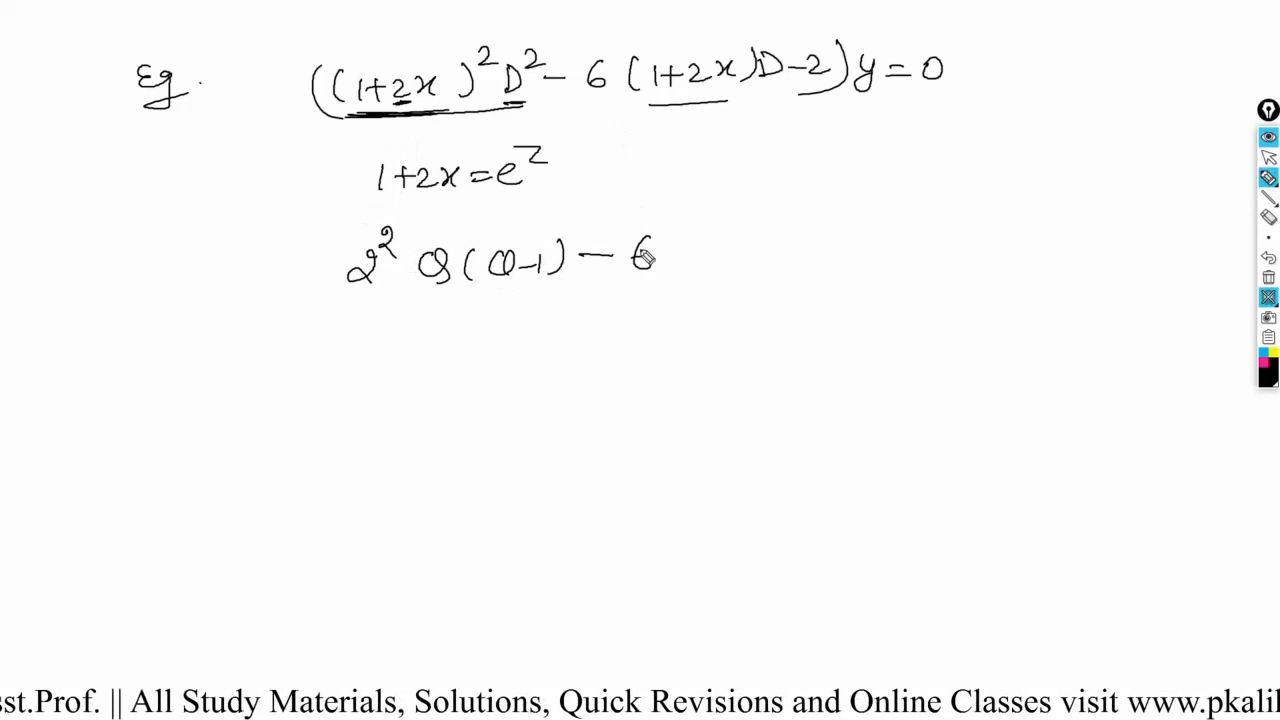 Eg. ((1+2x)²D² - 6(1+2x)D-2)y=0
1+2x=e^z
2² θ(θ-1) - 6
sst.Prof. || All Study Materials, Solutions, Quick Revisions and Online Classes visit www.pkalil